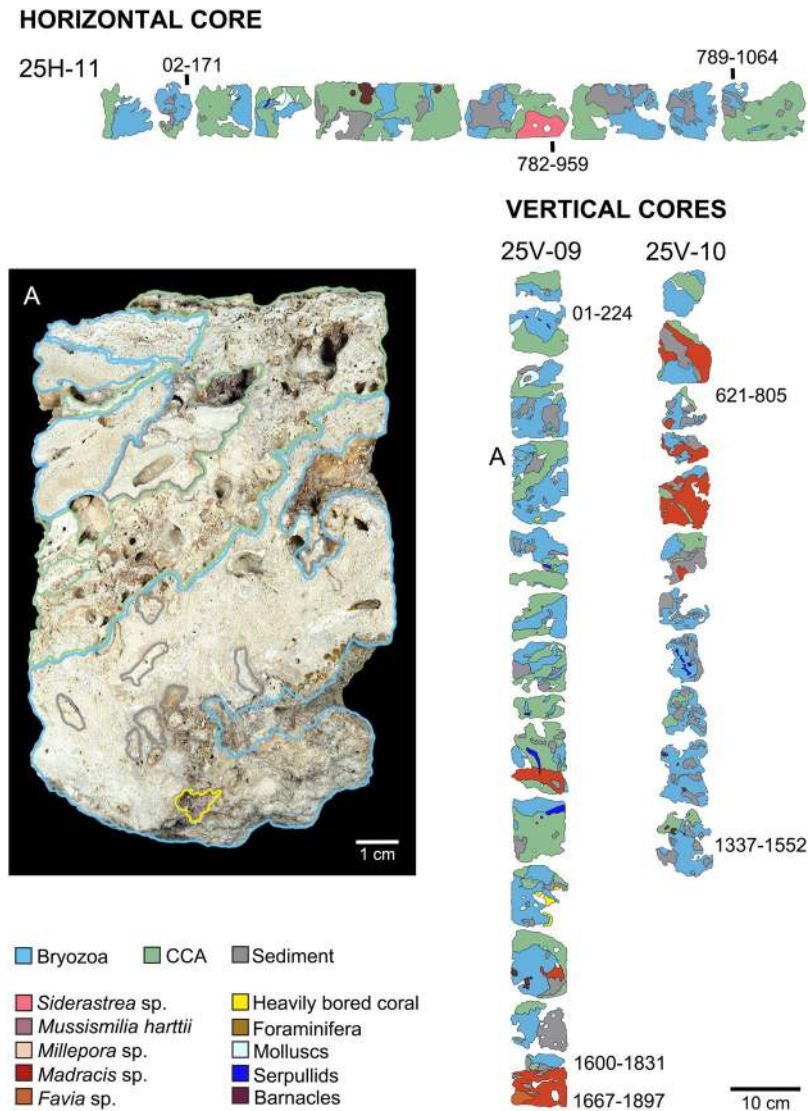 HORIZONTAL CORE
25H-11
02-171
789-1064
782-959
VERTICAL CORES
25V-09
25V-10
A
01-224
621-805
A
1337-1552
1 cm
Bryozoa
CCA
Sediment
Siderastrea sp.
Heavily bored coral
Mussismilia harttii
Foraminifera
Millepora sp.
Molluscs
Madracis sp.
Serpullids
Favia sp.
Barnacles
1600-1831
1667-1897
10 cm